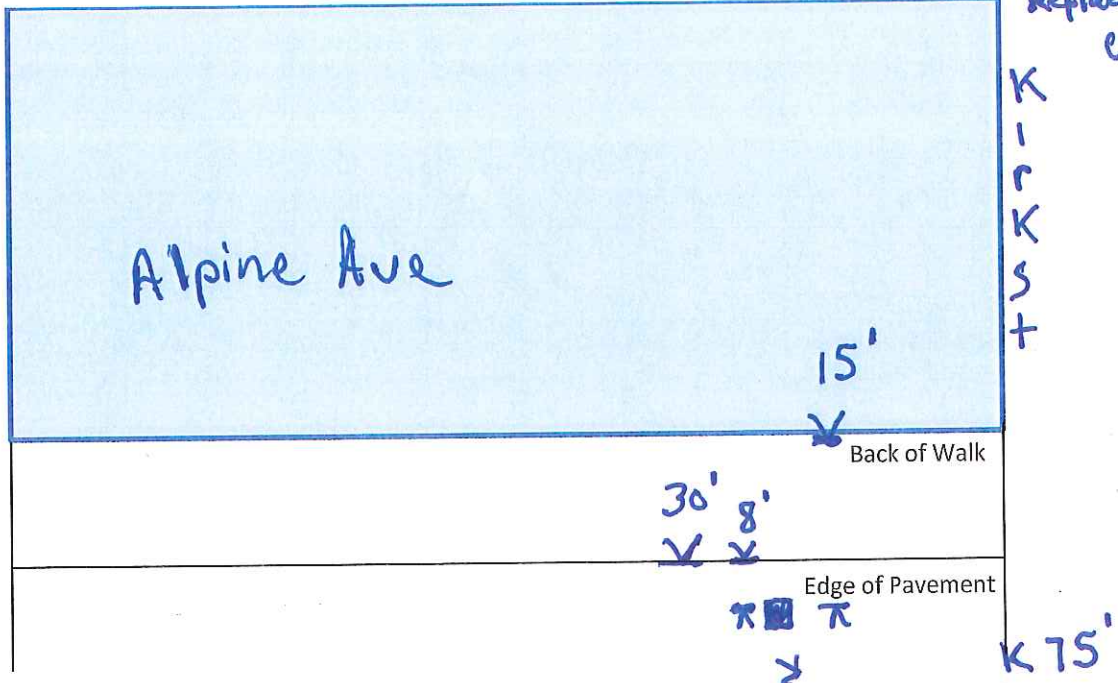 K
I
r
K
S
t
Alpine Ave
15'
Back of Walk
30' 8'
Edge of Pavement
K 75'